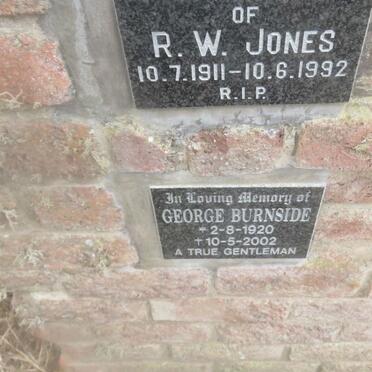 OF
R. W. JONES
10.7.1911–10.6.1992
R.I.P.
In Loving Memory of
GEORGE BURNSIDE
*2-8-1920
+10-5-2002
A TRUE GENTLEMAN